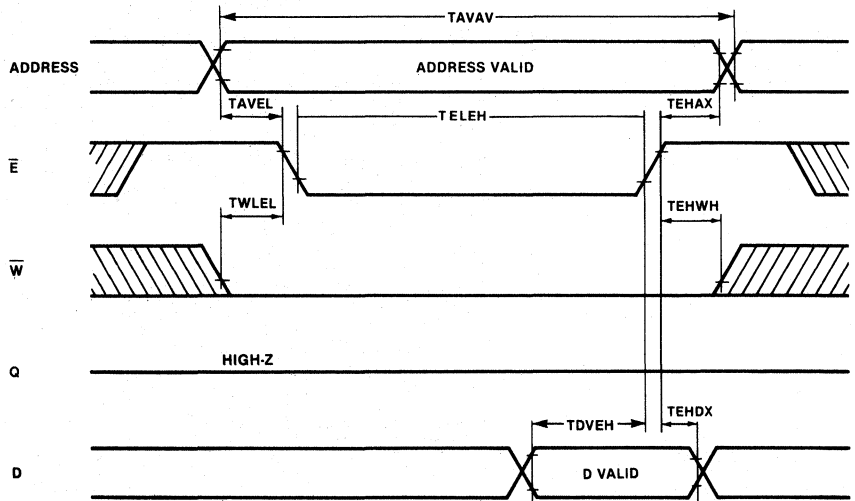 TAVAV
ADDRESS
ADDRESS VALID
TAVEL
TELEH
TEHAX
E̅
TWLEL
TEHWH
W̅
HIGH-Z
Q
TDVEH
TEHDX
D
D VALID